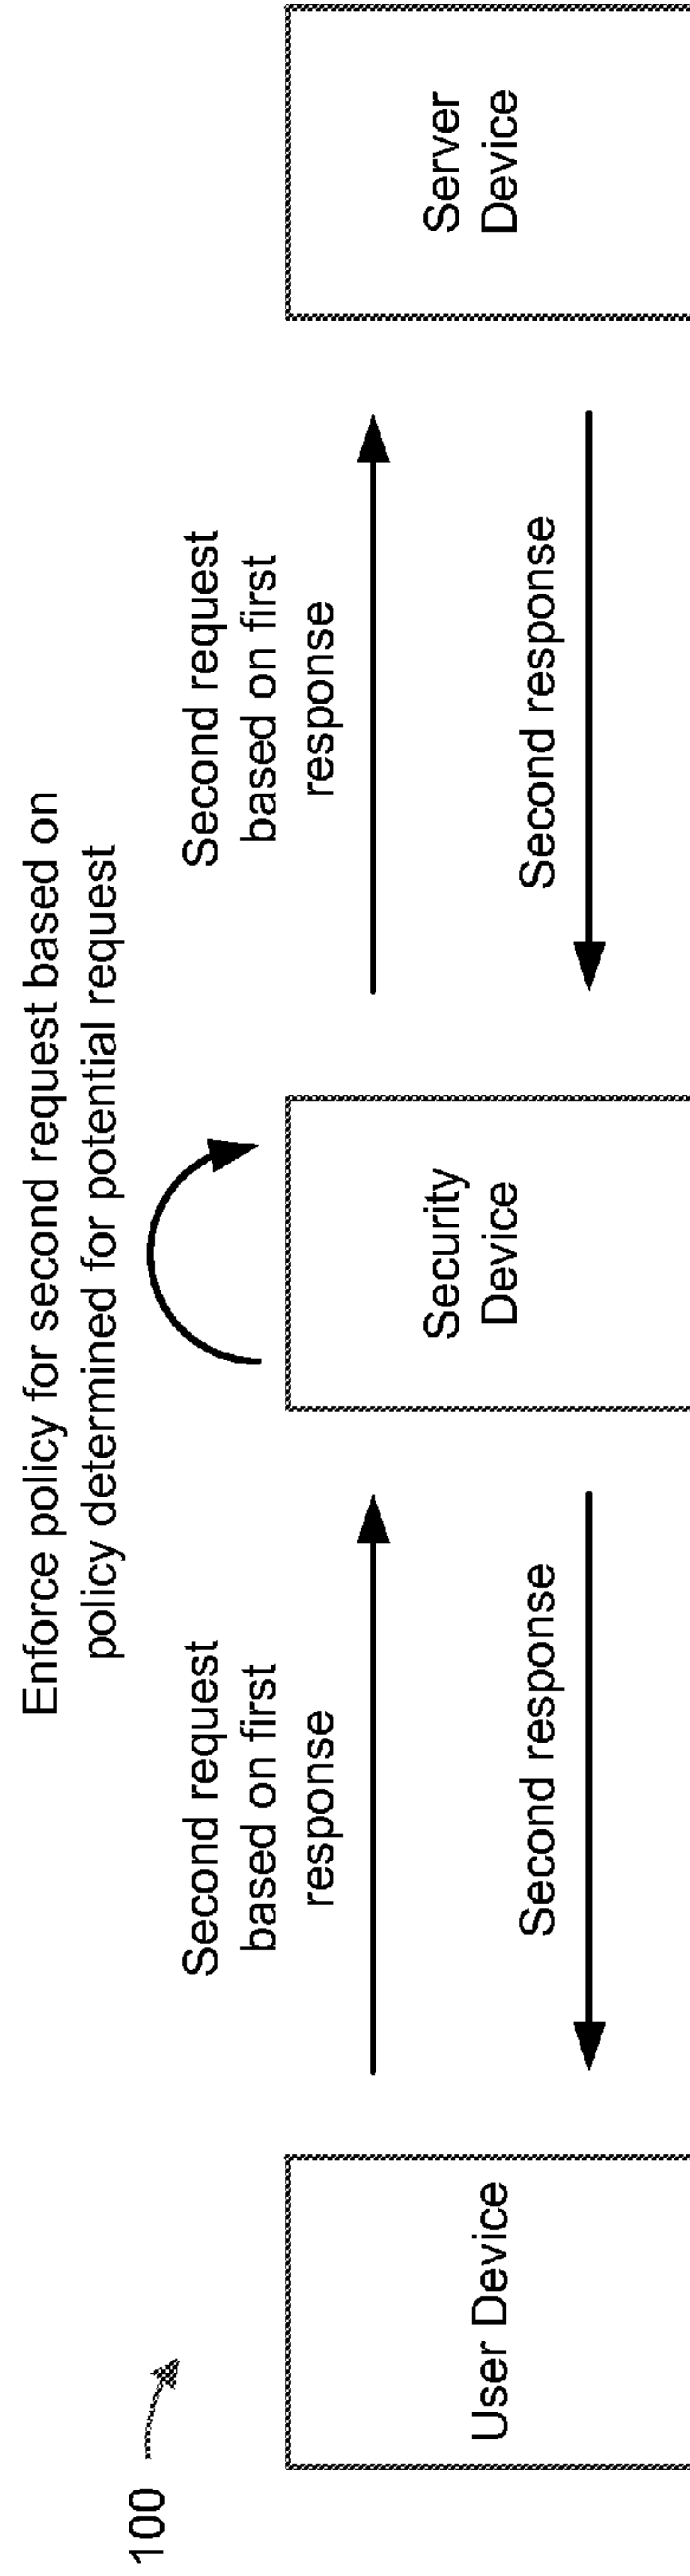 100
Enforce policy for second request based on
policy determined for potential request
Second request
based on first
response
Second request
based on first
response
User Device
Security
Device
Server
Device
Second response
Second response